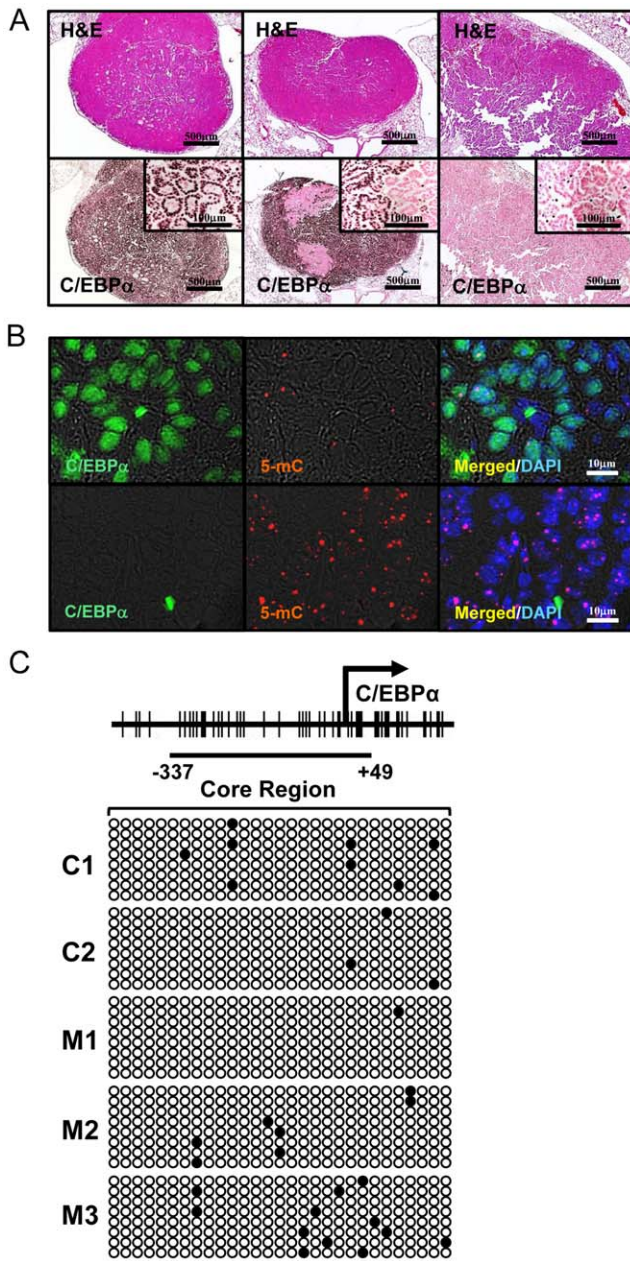 A
H&E
500μm
H&E
500μm
H&E
500μm
100μm
C/EBPα
500μm
100μm
C/EBPα
500μm
100μm
C/EBPα
500μm
B
C/EBPα
5-mC
Merged/DAPI
10μm
C/EBPα
5-mC
Merged/DAPI
10μm
C
C/EBPα
-337
+49
Core Region
C1
C2
M1
M2
M3